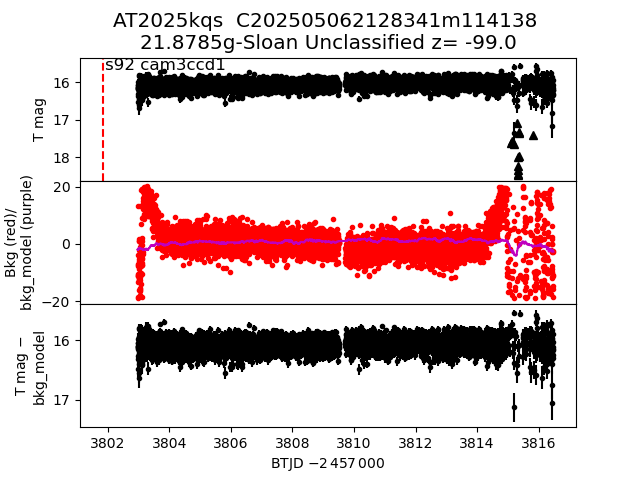 AT2025kqs  C202505062128341m114138
21.8785g-Sloan Unclassified z= -99.0
s92 cam3ccd1
T mag
16
17
18
Bkg (red)/
bkg_model (purple)
20
0
−20
T mag −
bkg_model
16
17
3802 3804 3806 3808 3810 3812 3814 3816
BTJD −2 457 000